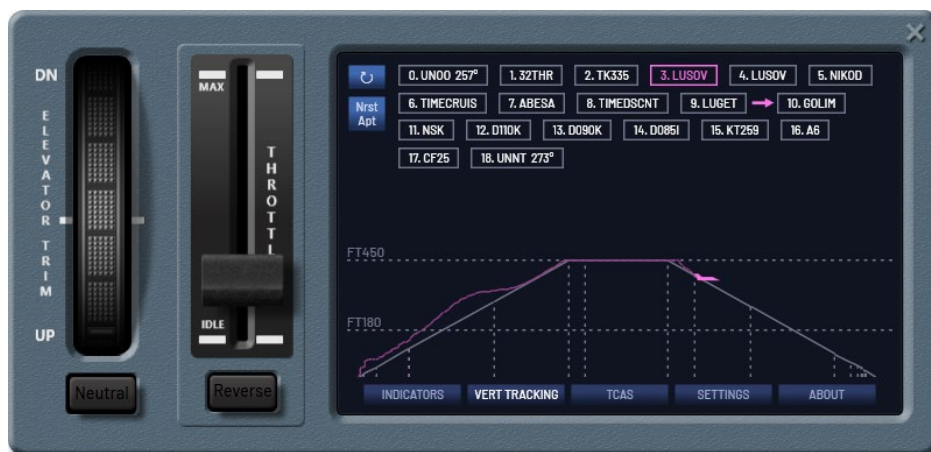 DN
ELEVATOR TRIM
UP
Neutral
MAX
THROTTL
IDLE
Reverse
Nrst
Apt
0. UNOO 257° 1. 32THR 2. TK335 3. LUSOV 4. LUSOV 5. NIKOD
6. TIMECRUIS 7. ABESA 8. TIMEDSCNT 9. LUGET 10. GOLIM
11. NSK 12. D110K 13. D090K 14. D085I 15. KT259 16. A6
17. CF25 18. UNNT 273°
FT450
FT180
INDICATORS VERT TRACKING TCAS SETTINGS ABOUT